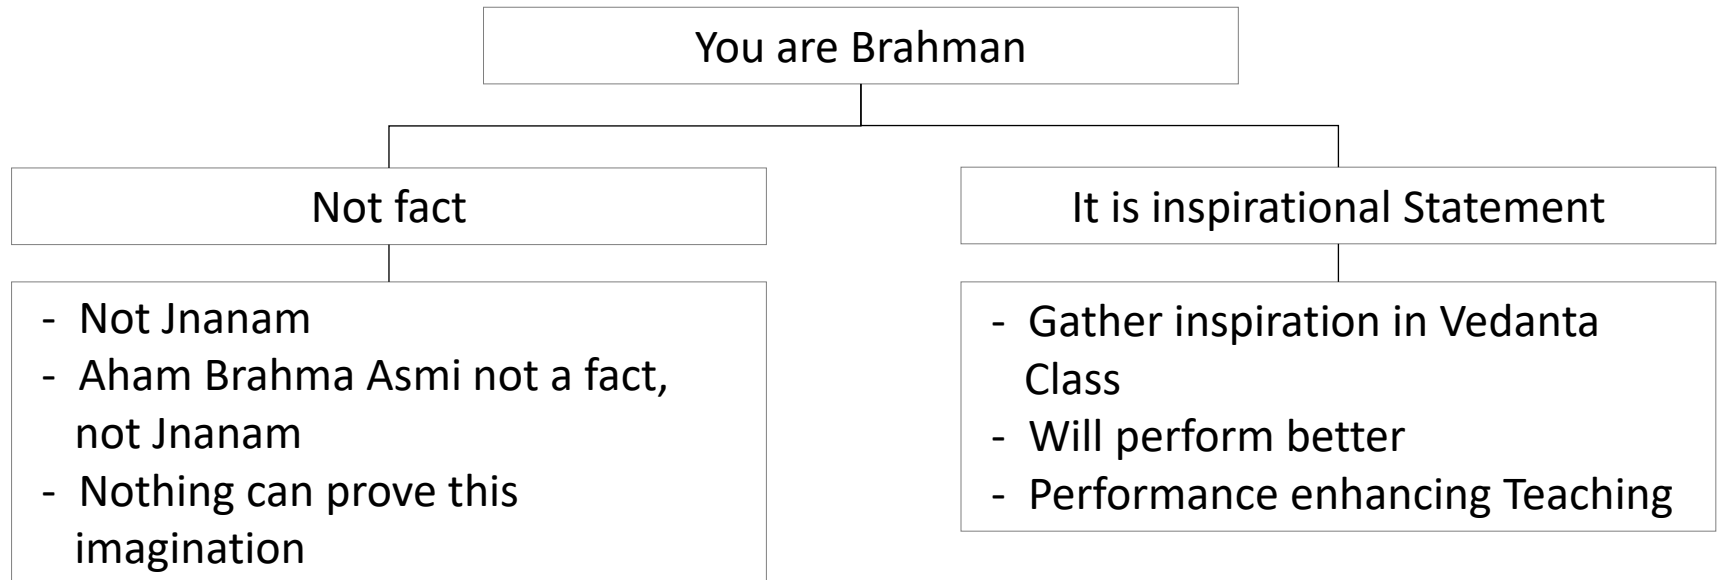 You are Brahman
Not fact
It is inspirational Statement
- Not Jnanam
- Aham Brahma Asmi not a fact,
not Jnanam
- Nothing can prove this
imagination
- Gather inspiration in Vedanta
Class
- Will perform better
- Performance enhancing Teaching